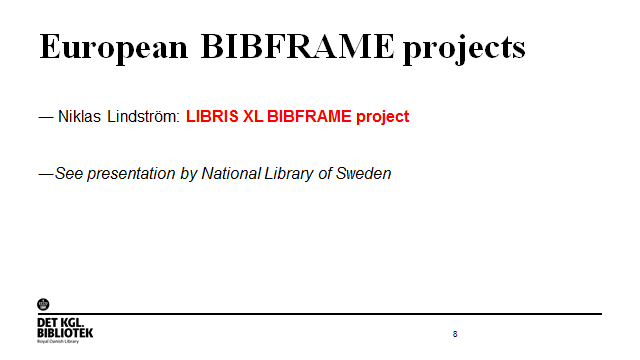 European BIBFRAME projects
— Niklas Lindström: LIBRIS XL BIBFRAME project
—See presentation by National Library of Sweden
DET KGL.
BIBLIOTEK
Royal Danish Library
8